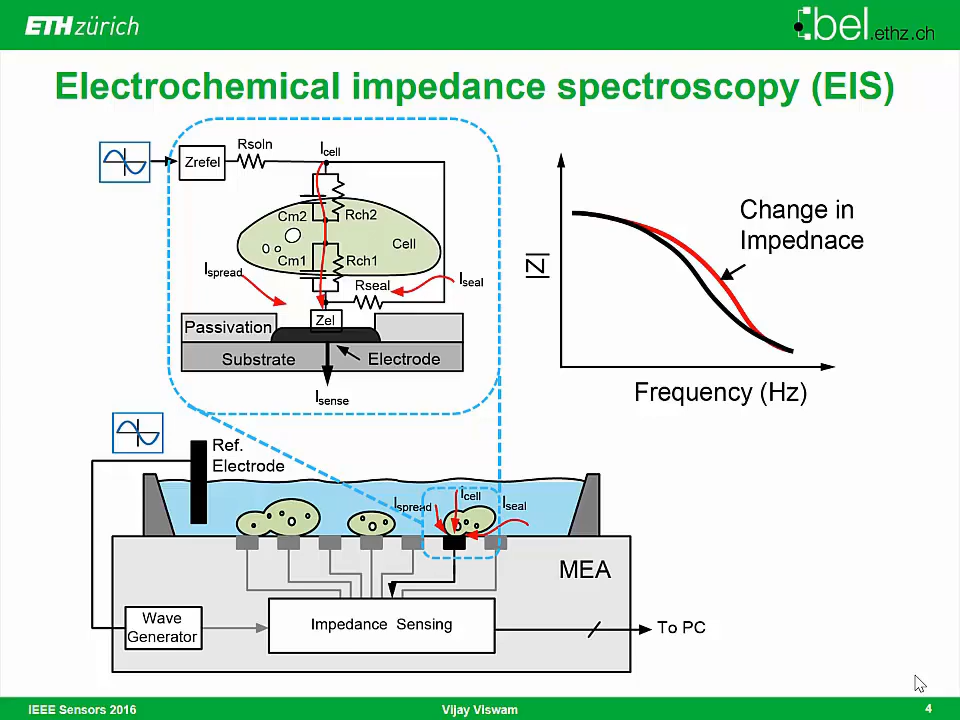 ETH zürich
bel.ethz.ch
Electrochemical impedance spectroscopy (EIS)
Zrefel
Rsoln
Icell
Cm2
Rch2
Cell
Cm1
Rch1
Ispread
Rseal
Iseal
Zel
Passivation
Substrate
Electrode
Isense
|Z|
Change in
Impednace
Frequency (Hz)
Ref.
Electrode
Ispread
Icell
Iseal
MEA
Wave
Generator
Impedance Sensing
To PC
IEEE Sensors 2016
Vijay Viswam
4